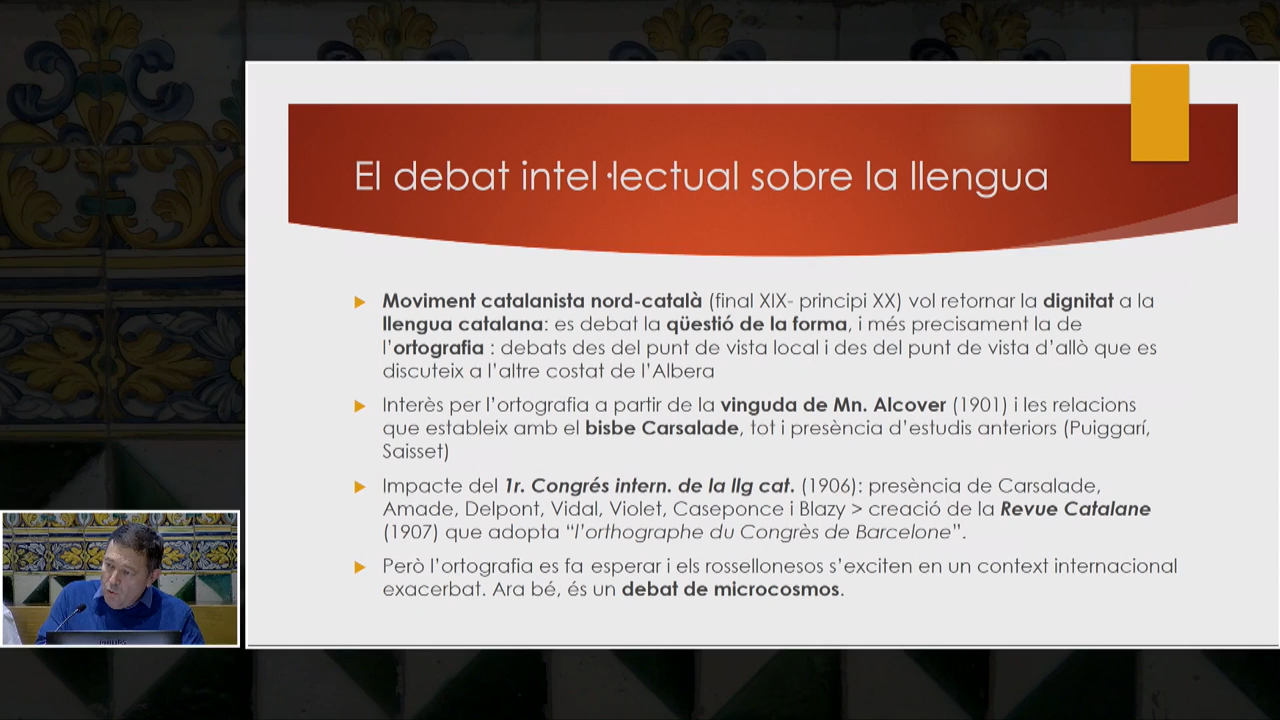 El debat intel·lectual sobre la llengua
Moviment catalanista nord-català (final XIX- principi XX) vol retornar la dignitat a la
llengua catalana: es debat la qüestió de la forma, i més precisament la de
l'ortografia : debats des del punt de vista local i des del punt de vista d'allò que es
discuteix a l'altre costat de l'Albera
Interès per l'ortografia a partir de la vinguda de Mn. Alcover (1901) i les relacions
que estableix amb el bisbe Carsalade, tot i presència d'estudis anteriors (Puiggarí,
Saisset)
Impacte del 1r. Congrés intern. de la llg cat. (1906): presència de Carsalade,
Amade, Delpont, Vidal, Violet, Caseponce i Blazy > creació de la Revue Catalane
(1907) que adopta “l'orthographe du Congrès de Barcelone”.
Però l'ortografia es fa esperar i els rossellonesos s'exciten en un context internacional
exacerbat. Ara bé, és un debat de microcosmos.